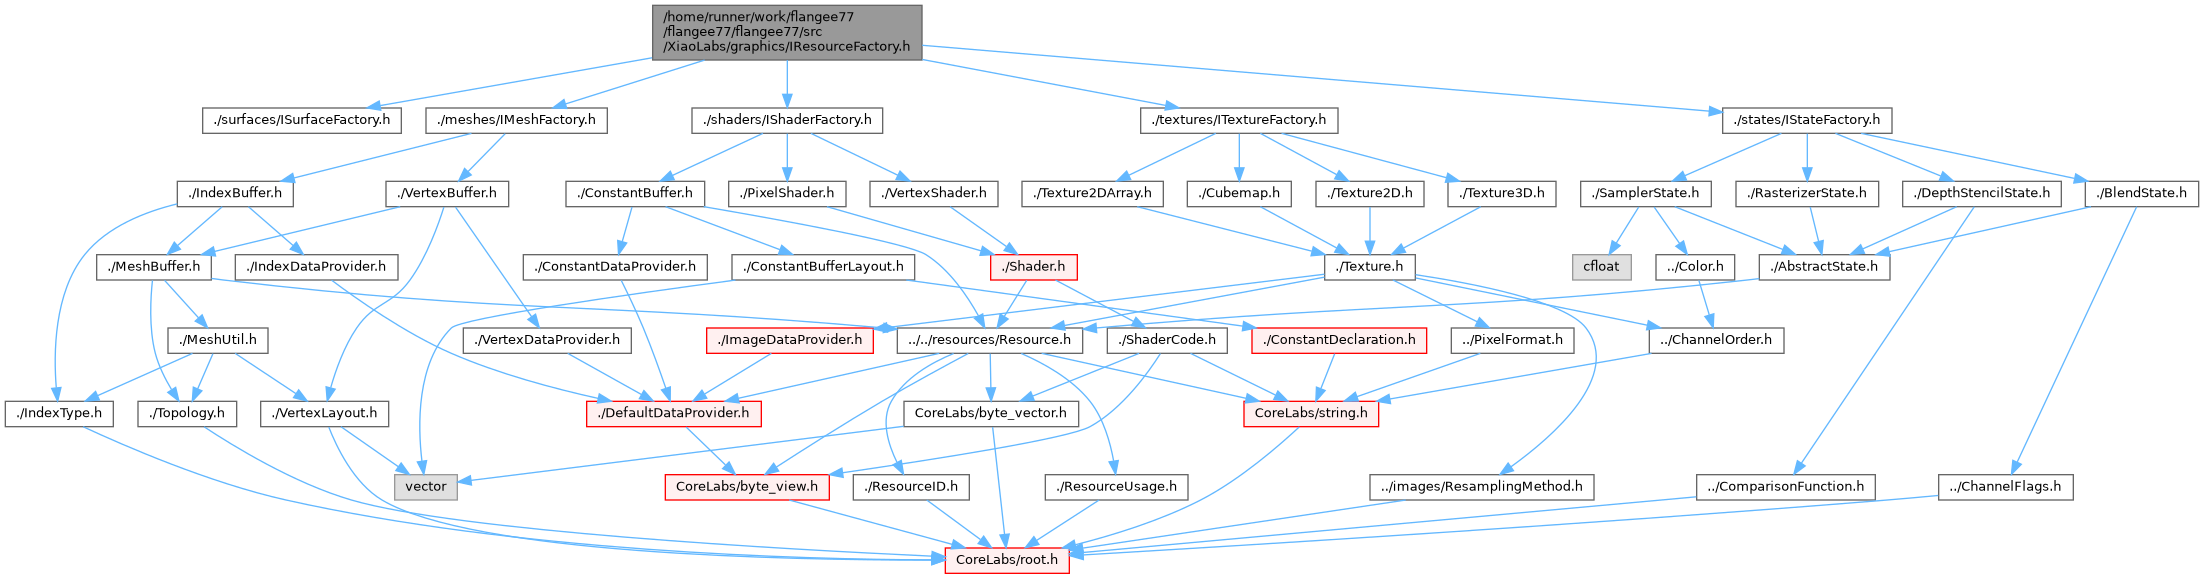 /home/runner/work/flangee77
/flangee77/flangee77/src
/XiaoLabs/graphics/IResourceFactory.h
./surfaces/ISurfaceFactory.h
./meshes/IMeshFactory.h
./shaders/IShaderFactory.h
./textures/ITextureFactory.h
./states/IStateFactory.h
./IndexBuffer.h
./VertexBuffer.h
./ConstantBuffer.h
./PixelShader.h
./VertexShader.h
./Texture2DArray.h
./Cubemap.h
./Texture2D.h
./Texture3D.h
./SamplerState.h
./RasterizerState.h
./DepthStencilState.h
./BlendState.h
./MeshBuffer.h
./IndexDataProvider.h
./ConstantDataProvider.h
./ConstantBufferLayout.h
./Shader.h
./Texture.h
cfloat
../Color.h
./AbstractState.h
./MeshUtil.h
./VertexDataProvider.h
./ImageDataProvider.h
../../resources/Resource.h
./ShaderCode.h
./ConstantDeclaration.h
../PixelFormat.h
../ChannelOrder.h
./IndexType.h
./Topology.h
./VertexLayout.h
./DefaultDataProvider.h
CoreLabs/byte_vector.h
CoreLabs/string.h
vector
CoreLabs/byte_view.h
./ResourceID.h
./ResourceUsage.h
../images/ResamplingMethod.h
../ComparisonFunction.h
../ChannelFlags.h
CoreLabs/root.h